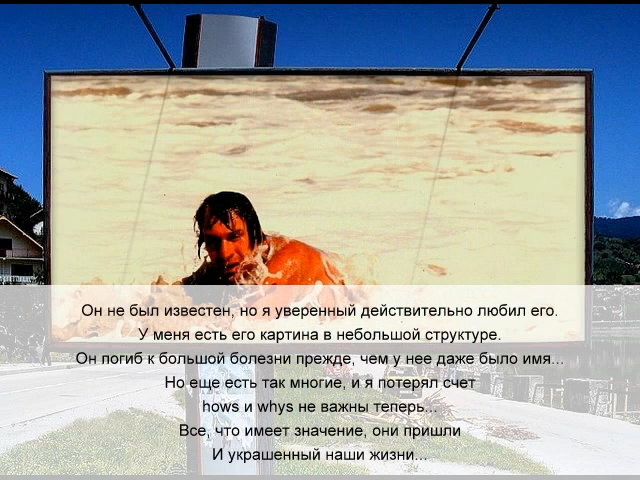 Он не был известен, но я уверенный действительно любил его.
У меня есть его картина в небольшой структуре.
Он погиб к большой болезни прежде, чем у нее даже было имя...
Но еще есть так многие, и я потерял счет
hows и whys не важны теперь...
Все, что имеет значение, они пришли
И украшенный наши жизни...